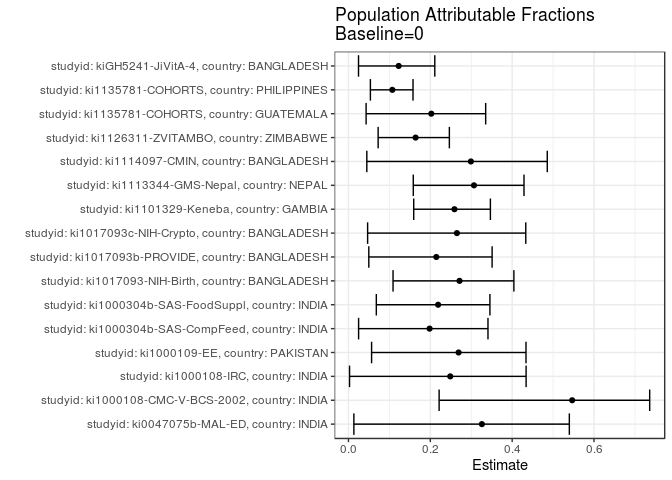 Population Attributable Fractions
Baseline=0
studyid: kiGH5241-JiVitA-4, country: BANGLADESH
studyid: ki1135781-COHORTS, country: PHILIPPINES
studyid: ki1135781-COHORTS, country: GUATEMALA
studyid: ki1126311-ZVITAMBO, country: ZIMBABWE
studyid: ki1114097-CMIN, country: BANGLADESH
studyid: ki1113344-GMS-Nepal, country: NEPAL
studyid: ki1101329-Keneba, country: GAMBIA
studyid: ki1017093c-NIH-Crypto, country: BANGLADESH
studyid: ki1017093b-PROVIDE, country: BANGLADESH
studyid: ki1017093-NIH-Birth, country: BANGLADESH
studyid: ki1000304b-SAS-FoodSuppl, country: INDIA
studyid: ki1000304b-SAS-CompFeed, country: INDIA
studyid: ki1000109-EE, country: PAKISTAN
studyid: ki1000108-IRC, country: INDIA
studyid: ki1000108-CMC-V-BCS-2002, country: INDIA
studyid: ki0047075b-MAL-ED, country: INDIA
0.0 0.2 0.4 0.6
Estimate